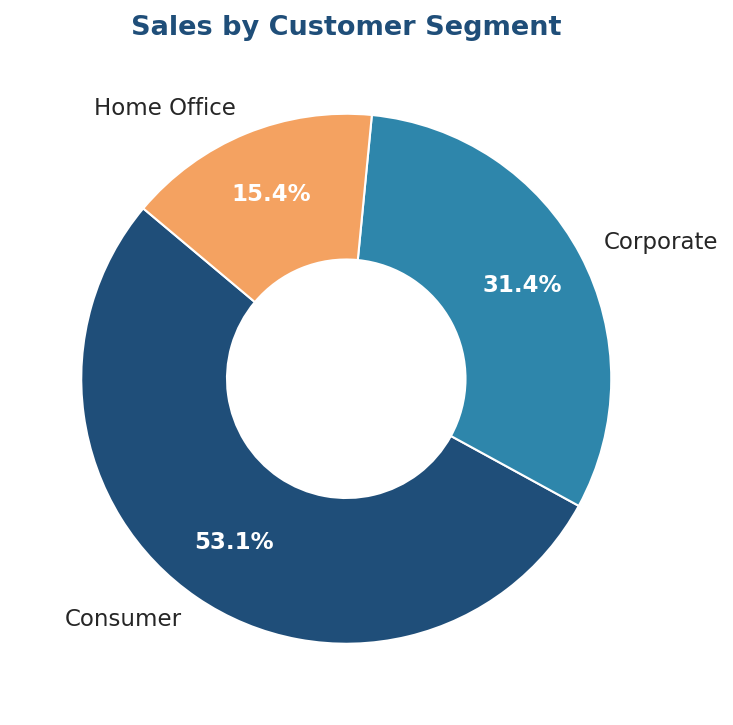 Sales by Customer Segment
Home Office
15.4%
Corporate
31.4%
53.1%
Consumer